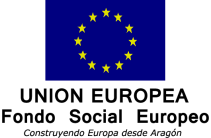 UNION EUROPEA
Fondo Social Europeo
Construyendo Europa desde Aragón